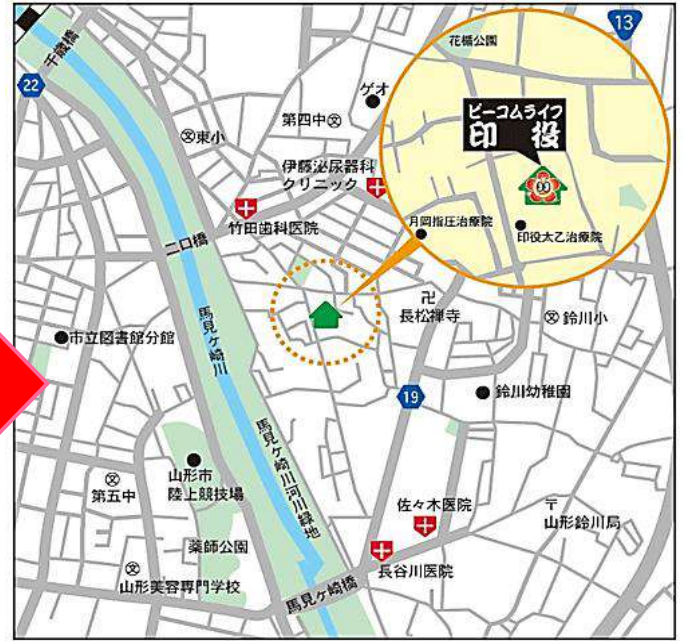 13
花楯公園
千歳橋
22
ゲオ
ビーコムライフ
印 役
東小
第四中
伊藤泌尿器科
クリニック
竹田歯科医院
月岡指圧治療院
印役太乙治療院
二口橋
馬見ヶ崎川
長松禅寺
鈴川小
市立図書館分館
19
鈴川幼稚園
馬見ヶ崎川河川緑地
山形市
陸上競技場
第五中
佐々木医院
山形鈴川局
薬師公園
山形美容専門学校
長谷川医院
馬見ヶ崎橋